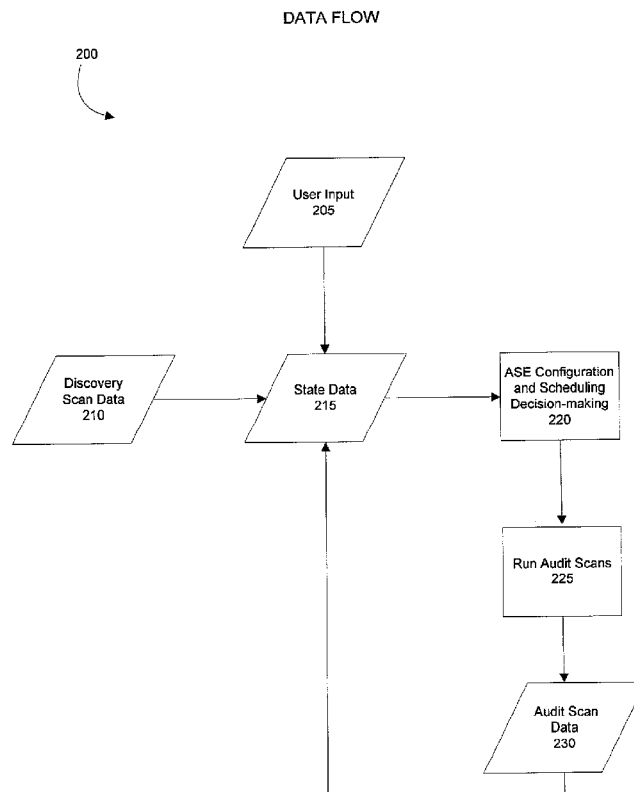 DATA FLOW
200
User Input
205
Discovery
Scan Data
210
State Data
215
ASE Configuration
and Scheduling
Decision-making
220
Run Audit Scans
225
Audit Scan
Data
230